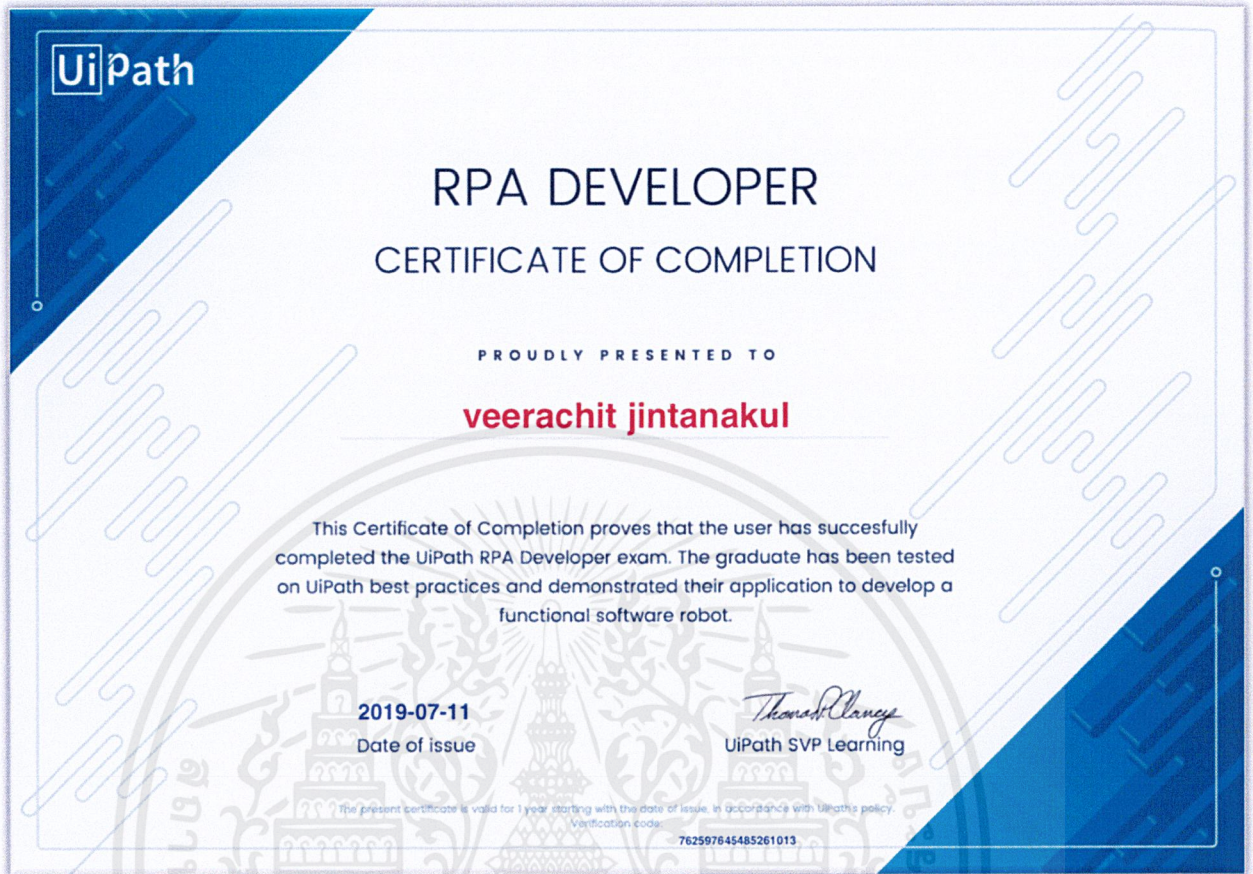 UiPath
RPA DEVELOPER
CERTIFICATE OF COMPLETION
PROUDLY PRESENTED TO
veerachit jintanakul
This Certificate of Completion proves that the user has succesfully
completed the UiPath RPA Developer exam. The graduate has been tested
on UiPath best practices and demonstrated their application to develop a
functional software robot.
2019-07-11
Date of issue
Thomas P. Clancy
UiPath SVP Learning
The present certificate is valid for 1 year starting with the date of issue, in accordance with UiPath's policy.
Verification code:
762597645485261013